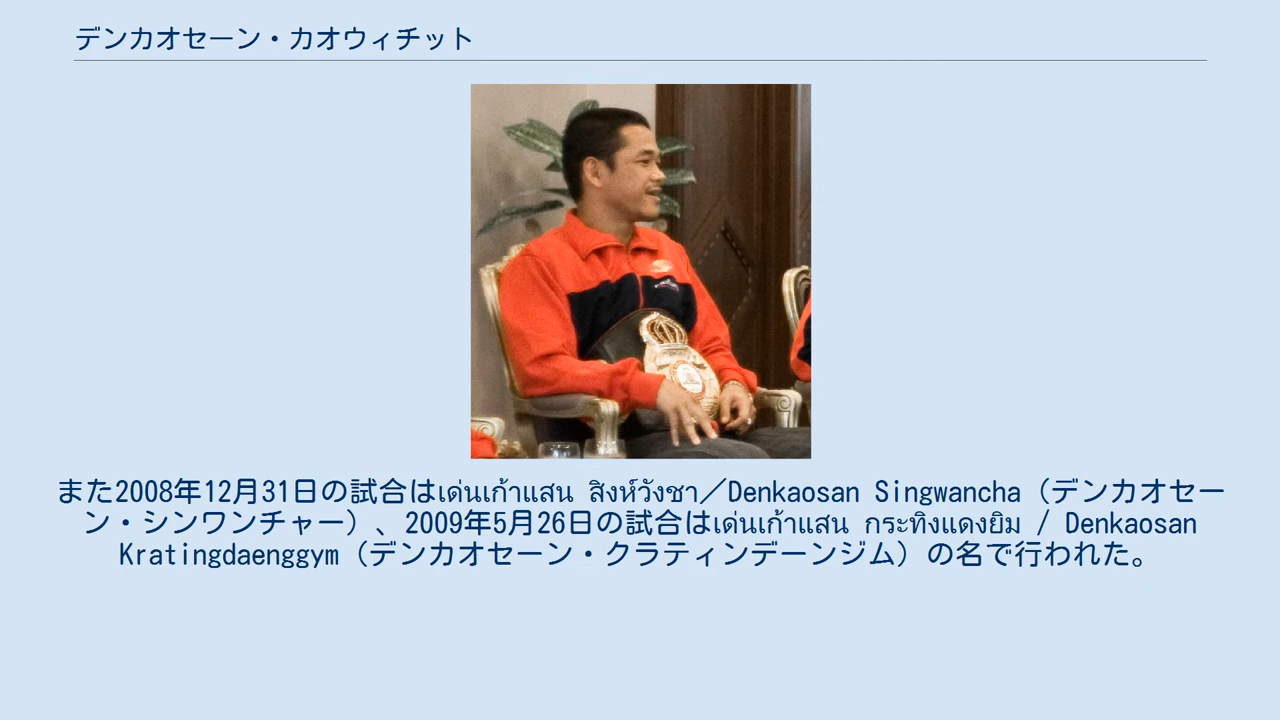 デンカオセーン・カオウィチット
また2008年12月31日の試合はเด่นเก้าแสน สิงห์วังชา／Denkaosan Singwancha（デンカオセー
ン・シンワンチャー）、2009年5月26日の試合はเด่นเก้าแสน กระทิงแดงยิม / Denkaosan
Kratingdaenggym（デンカオセーン・クラティンデーンジム）の名で行われた。